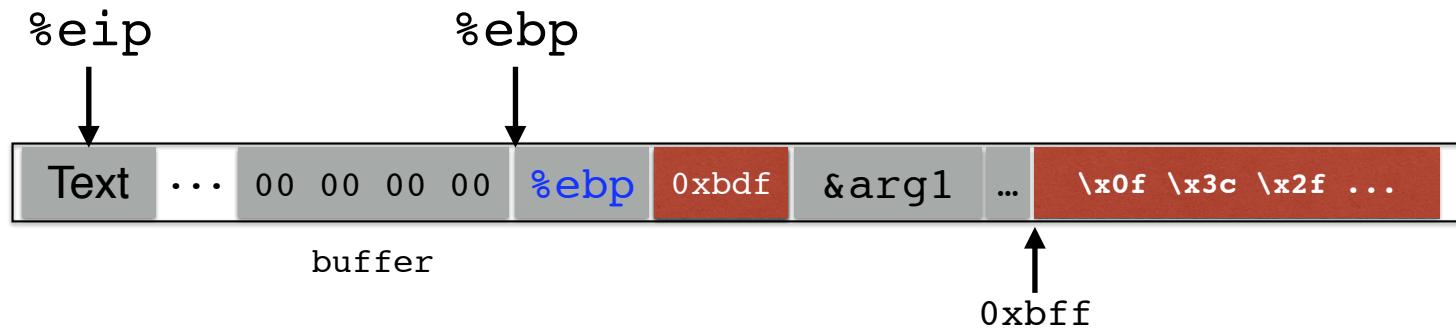 %eip %ebp
Text ... 00 00 00 00 %ebp 0xbdf &arg1 … \x0f \x3c \x2f ...
buffer
0xbff